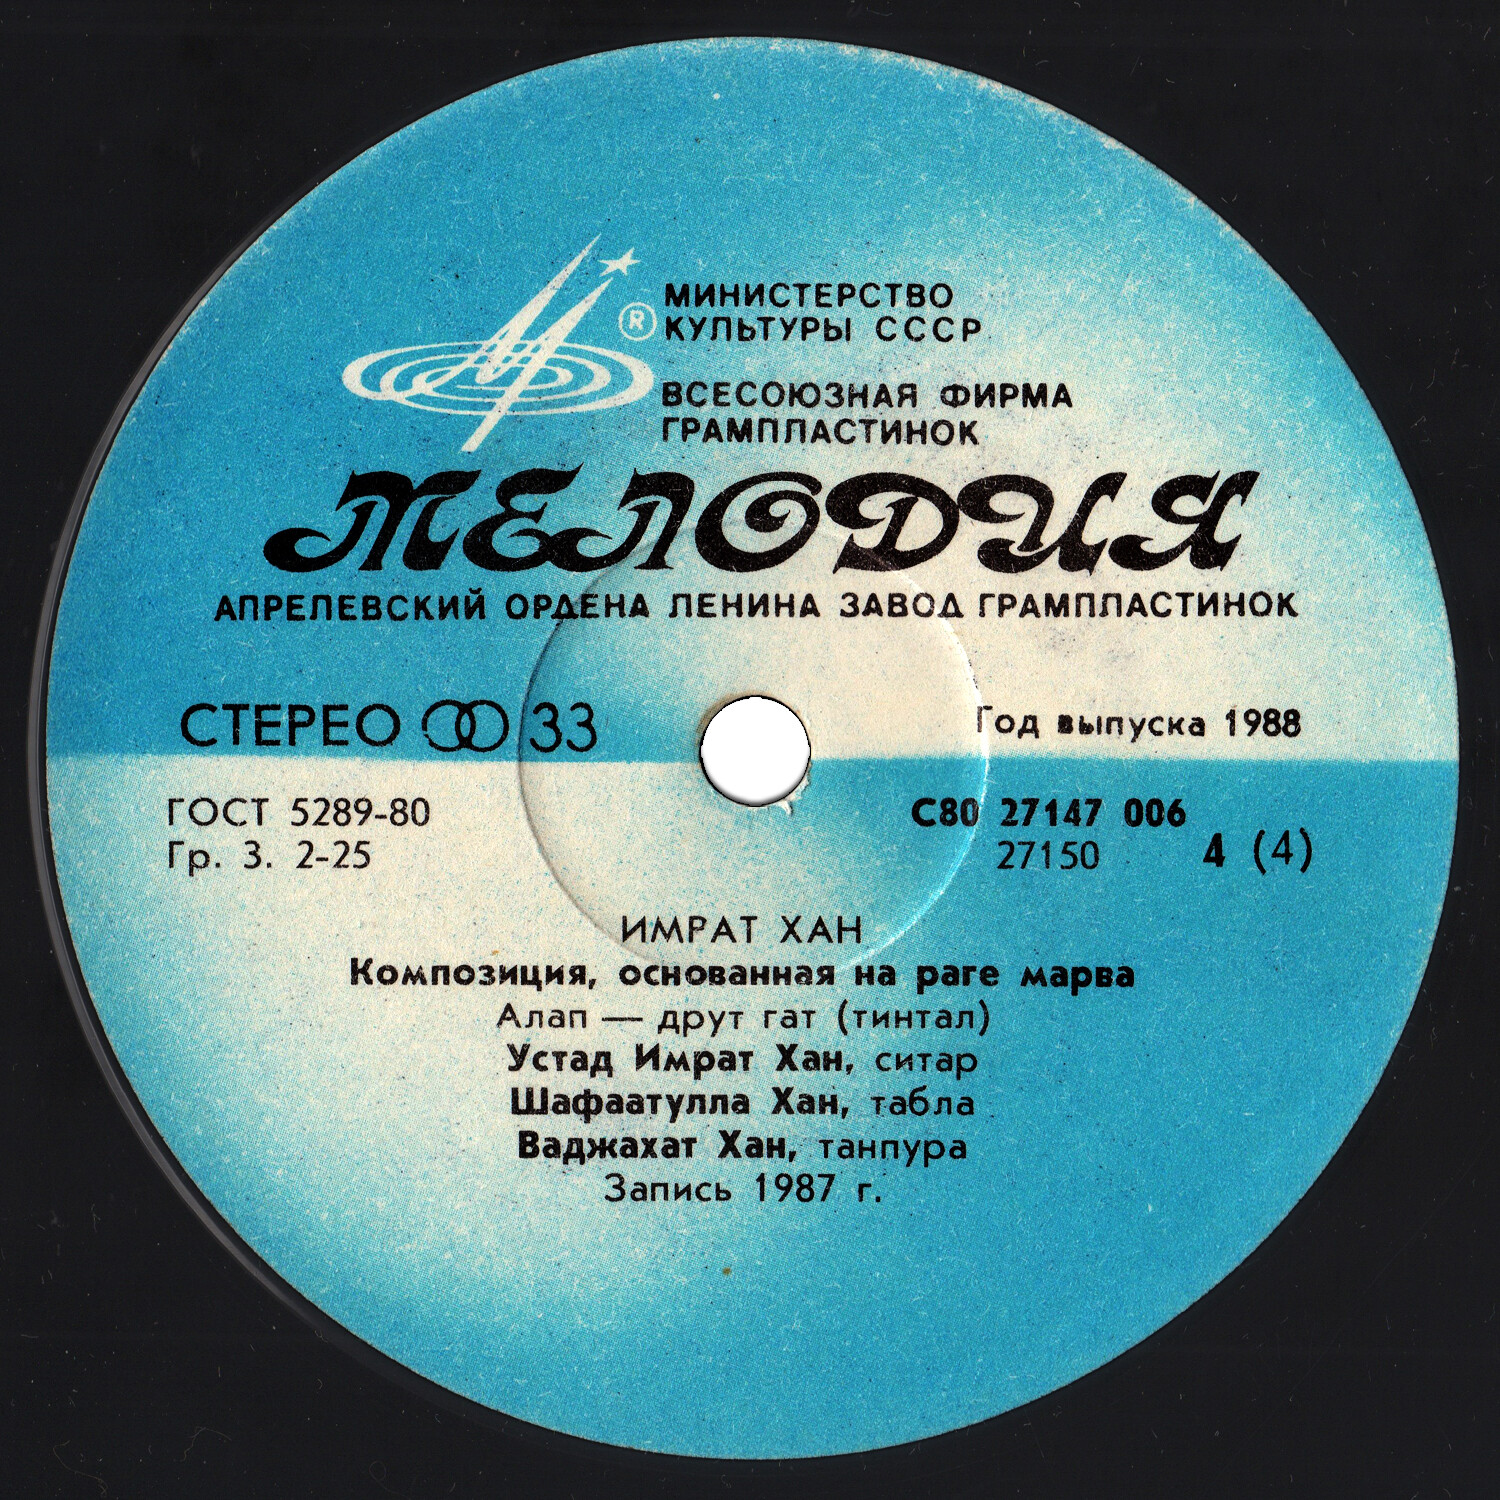 ®
МИНИСТЕРСТВО
КУЛЬТУРЫ СССР
ВСЕСОЮЗНАЯ ФИРМА
ГРАМПЛАСТИНОК
МЕЛОДИЯ
АПРЕЛЕВСКИЙ ОРДЕНА ЛЕНИНА ЗАВОД ГРАМПЛАСТИНОК
СТЕРЕО 33
Год выпуска 1988
ГОСТ 5289-80
Гр. 3. 2-25
С80 27147 006
27150 4 (4)
ИМРАТ ХАН
Композиция, основанная на раге марва
Алап — друт гат (тинтал)
Устад Имрат Хан, ситар
Шафаатулла Хан, табла
Ваджахат Хан, танпура
Запись 1987 г.